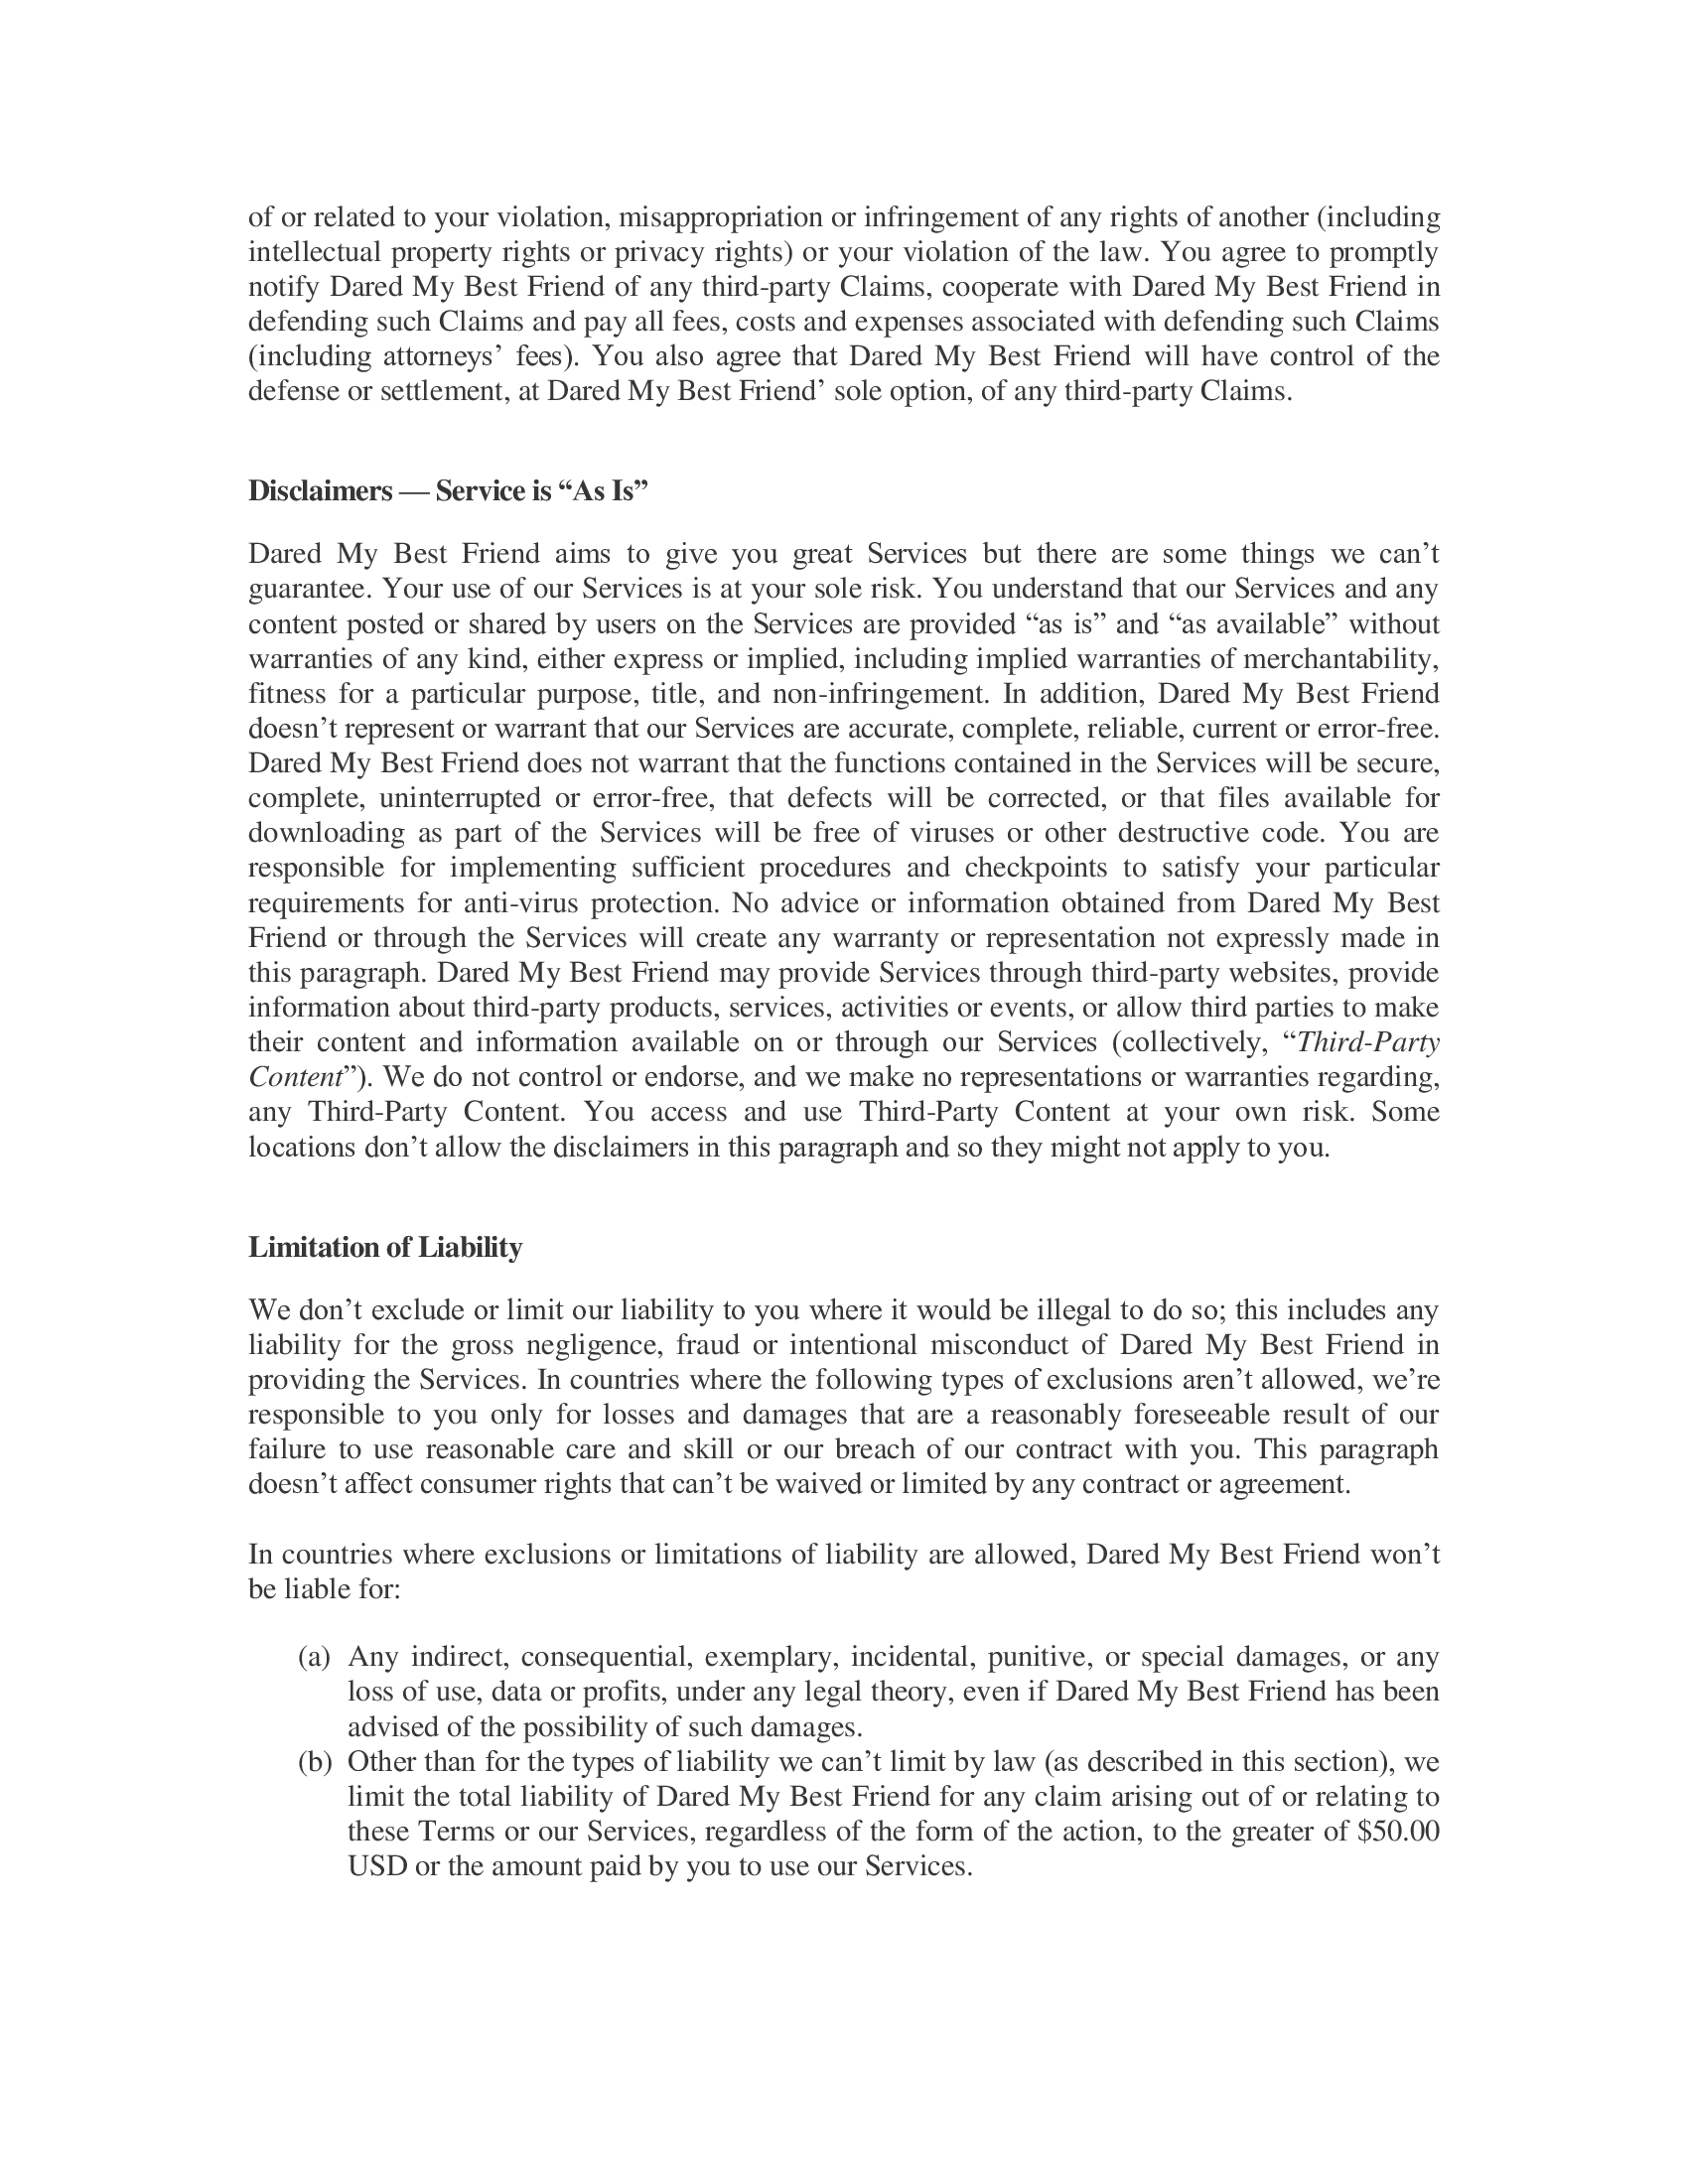 of or related to your violation, misappropriation or infringement of any rights of another (including
intellectual property rights or privacy rights) or your violation of the law. You agree to promptly
notify Dared My Best Friend of any third-party Claims, cooperate with Dared My Best Friend in
defending such Claims and pay all fees, costs and expenses associated with defending such Claims
(including attorneys’ fees). You also agree that Dared My Best Friend will have control of the
defense or settlement, at Dared My Best Friend’ sole option, of any third-party Claims.
Disclaimers — Service is “As Is”
Dared My Best Friend aims to give you great Services but there are some things we can’t
guarantee. Your use of our Services is at your sole risk. You understand that our Services and any
content posted or shared by users on the Services are provided “as is” and “as available” without
warranties of any kind, either express or implied, including implied warranties of merchantability,
fitness for a particular purpose, title, and non-infringement. In addition, Dared My Best Friend
doesn’t represent or warrant that our Services are accurate, complete, reliable, current or error-free.
Dared My Best Friend does not warrant that the functions contained in the Services will be secure,
complete, uninterrupted or error-free, that defects will be corrected, or that files available for
downloading as part of the Services will be free of viruses or other destructive code. You are
responsible for implementing sufficient procedures and checkpoints to satisfy your particular
requirements for anti-virus protection. No advice or information obtained from Dared My Best
Friend or through the Services will create any warranty or representation not expressly made in
this paragraph. Dared My Best Friend may provide Services through third-party websites, provide
information about third-party products, services, activities or events, or allow third parties to make
their content and information available on or through our Services (collectively, “Third-Party
Content”). We do not control or endorse, and we make no representations or warranties regarding,
any Third-Party Content. You access and use Third-Party Content at your own risk. Some
locations don’t allow the disclaimers in this paragraph and so they might not apply to you.
Limitation of Liability
We don’t exclude or limit our liability to you where it would be illegal to do so; this includes any
liability for the gross negligence, fraud or intentional misconduct of Dared My Best Friend in
providing the Services. In countries where the following types of exclusions aren’t allowed, we’re
responsible to you only for losses and damages that are a reasonably foreseeable result of our
failure to use reasonable care and skill or our breach of our contract with you. This paragraph
doesn’t affect consumer rights that can’t be waived or limited by any contract or agreement.
In countries where exclusions or limitations of liability are allowed, Dared My Best Friend won’t
be liable for:
(a) Any indirect, consequential, exemplary, incidental, punitive, or special damages, or any
loss of use, data or profits, under any legal theory, even if Dared My Best Friend has been
advised of the possibility of such damages.
(b) Other than for the types of liability we can’t limit by law (as described in this section), we
limit the total liability of Dared My Best Friend for any claim arising out of or relating to
these Terms or our Services, regardless of the form of the action, to the greater of $50.00
USD or the amount paid by you to use our Services.